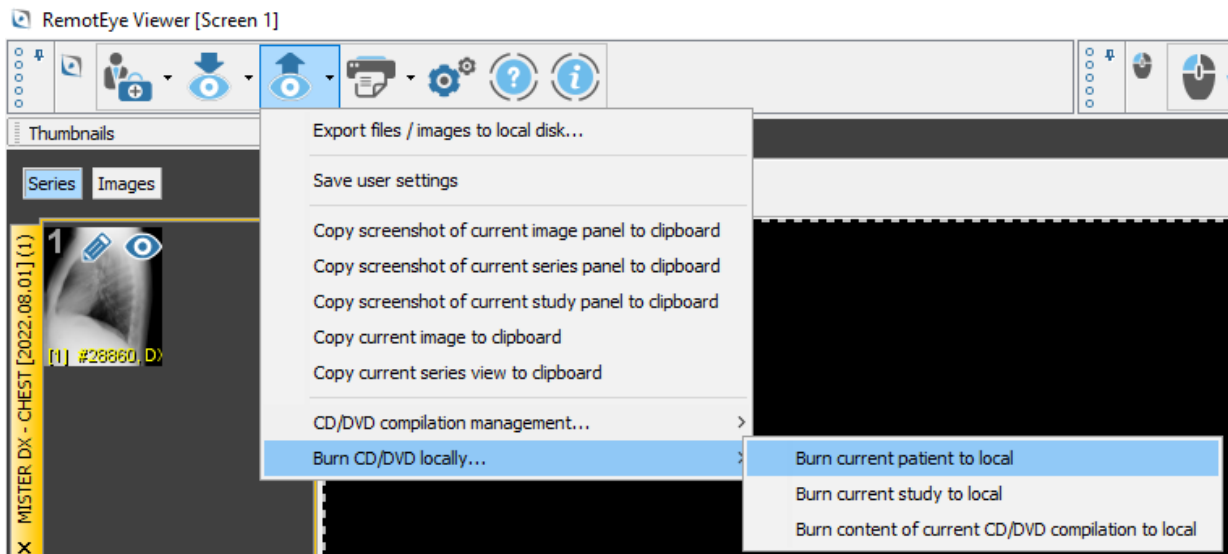 RemotEye Viewer [Screen 1]
Thumbnails
Series
Images
Export files / images to local disk...
Save user settings
Copy screenshot of current image panel to clipboard
Copy screenshot of current series panel to clipboard
Copy screenshot of current study panel to clipboard
Copy current image to clipboard
Copy current series view to clipboard
CD/DVD compilation management...
Burn CD/DVD locally...
Burn current patient to local
Burn current study to local
Burn content of current CD/DVD compilation to local
X MISTER DX - CHEST [2022.08.01] (1)
1
[1] #28860, DX